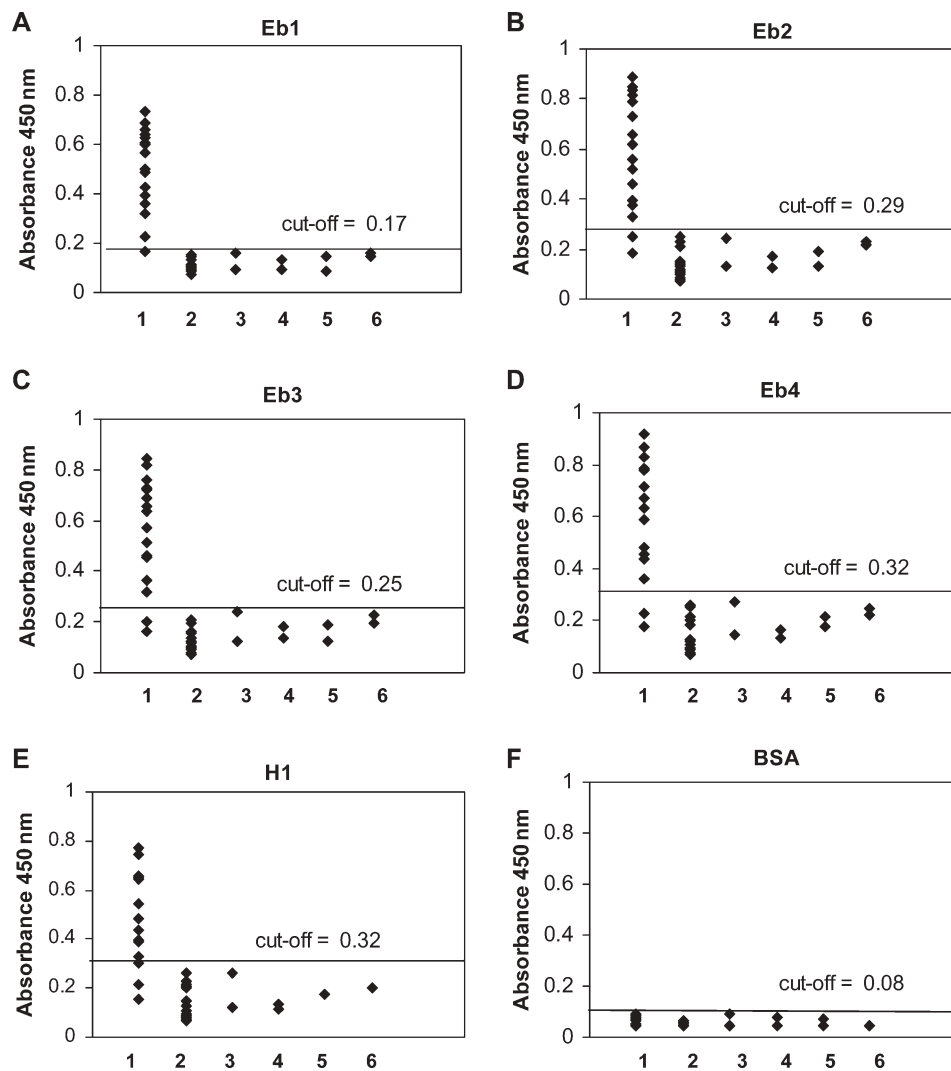 A
Eb1
Absorbance 450 nm
1
0.8
0.6
0.4
0.2
0
cut-off = 0.17
1 2 3 4 5 6
B
Eb2
Absorbance 450 nm
1
0.8
0.6
0.4
0.2
0
cut-off = 0.29
1 2 3 4 5 6
C
Eb3
Absorbance 450 nm
1
0.8
0.6
0.4
0.2
0
cut-off = 0.25
1 2 3 4 5 6
D
Eb4
Absorbance 450 nm
1
0.8
0.6
0.4
0.2
0
cut-off = 0.32
1 2 3 4 5 6
E
H1
Absorbance 450 nm
1
0.8
0.6
0.4
0.2
0
cut-off = 0.32
1 2 3 4 5 6
F
BSA
Absorbance 450 nm
1
0.8
0.6
0.4
0.2
0
cut-off = 0.08
1 2 3 4 5 6